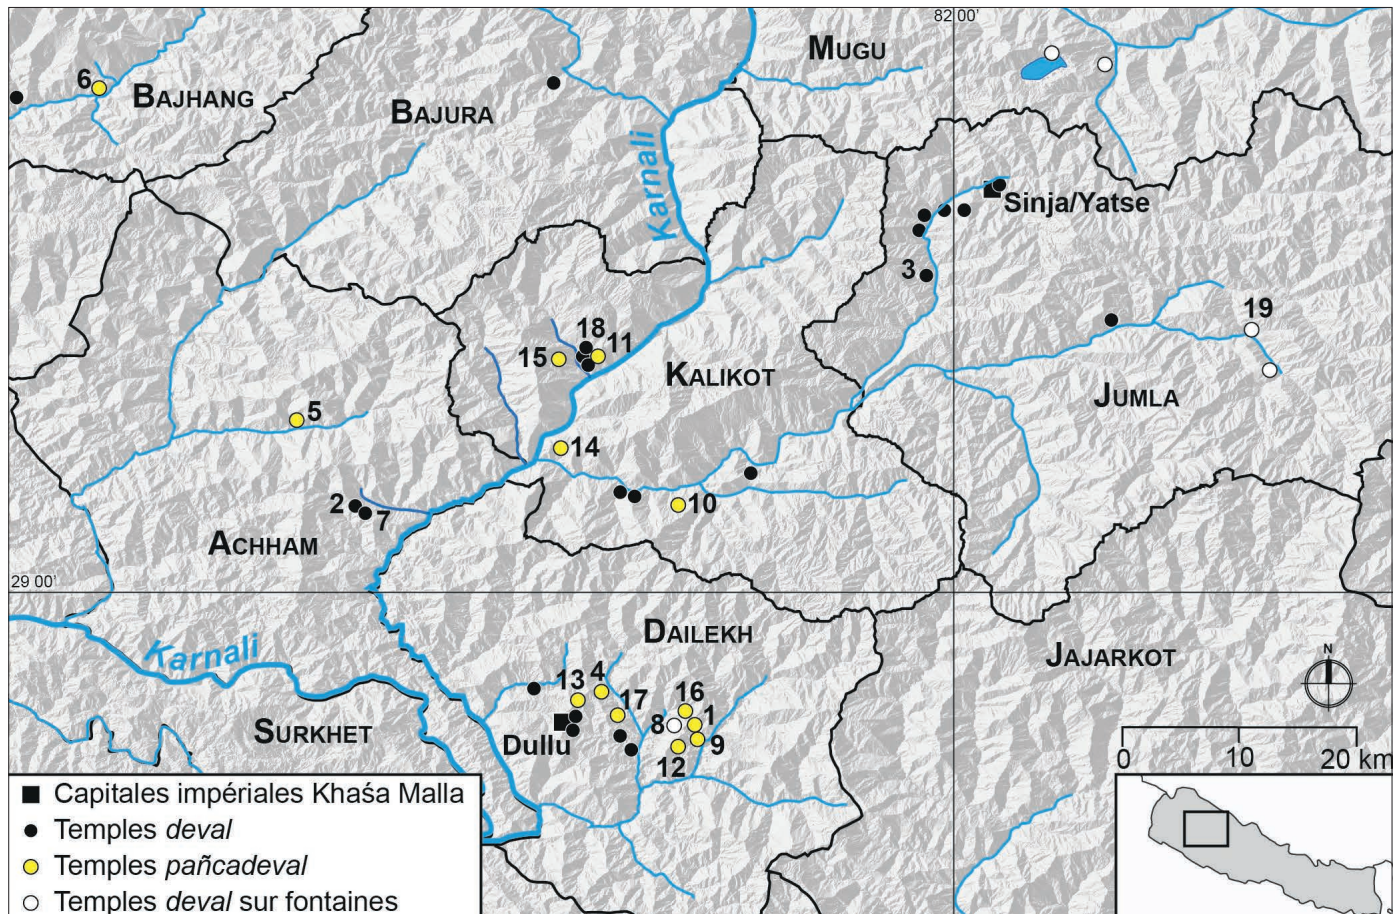 82 00'
MUGU
6
BAJHANG
BAJURA
Karnali
Sinja/Yatse
3
19
18
11
15
KALIKOT
JUMLA
5
14
2
7
10
ACHHAM
29 00'
DAILEKH
Karnali
JAJARKOT
N
4
13
16
17
SURKHET
8
1
Dullu
9
12
0 10 20 km
Capitales impériales Khaśa Malla
Temples deval
Temples pañcadeval
Temples deval sur fontaines